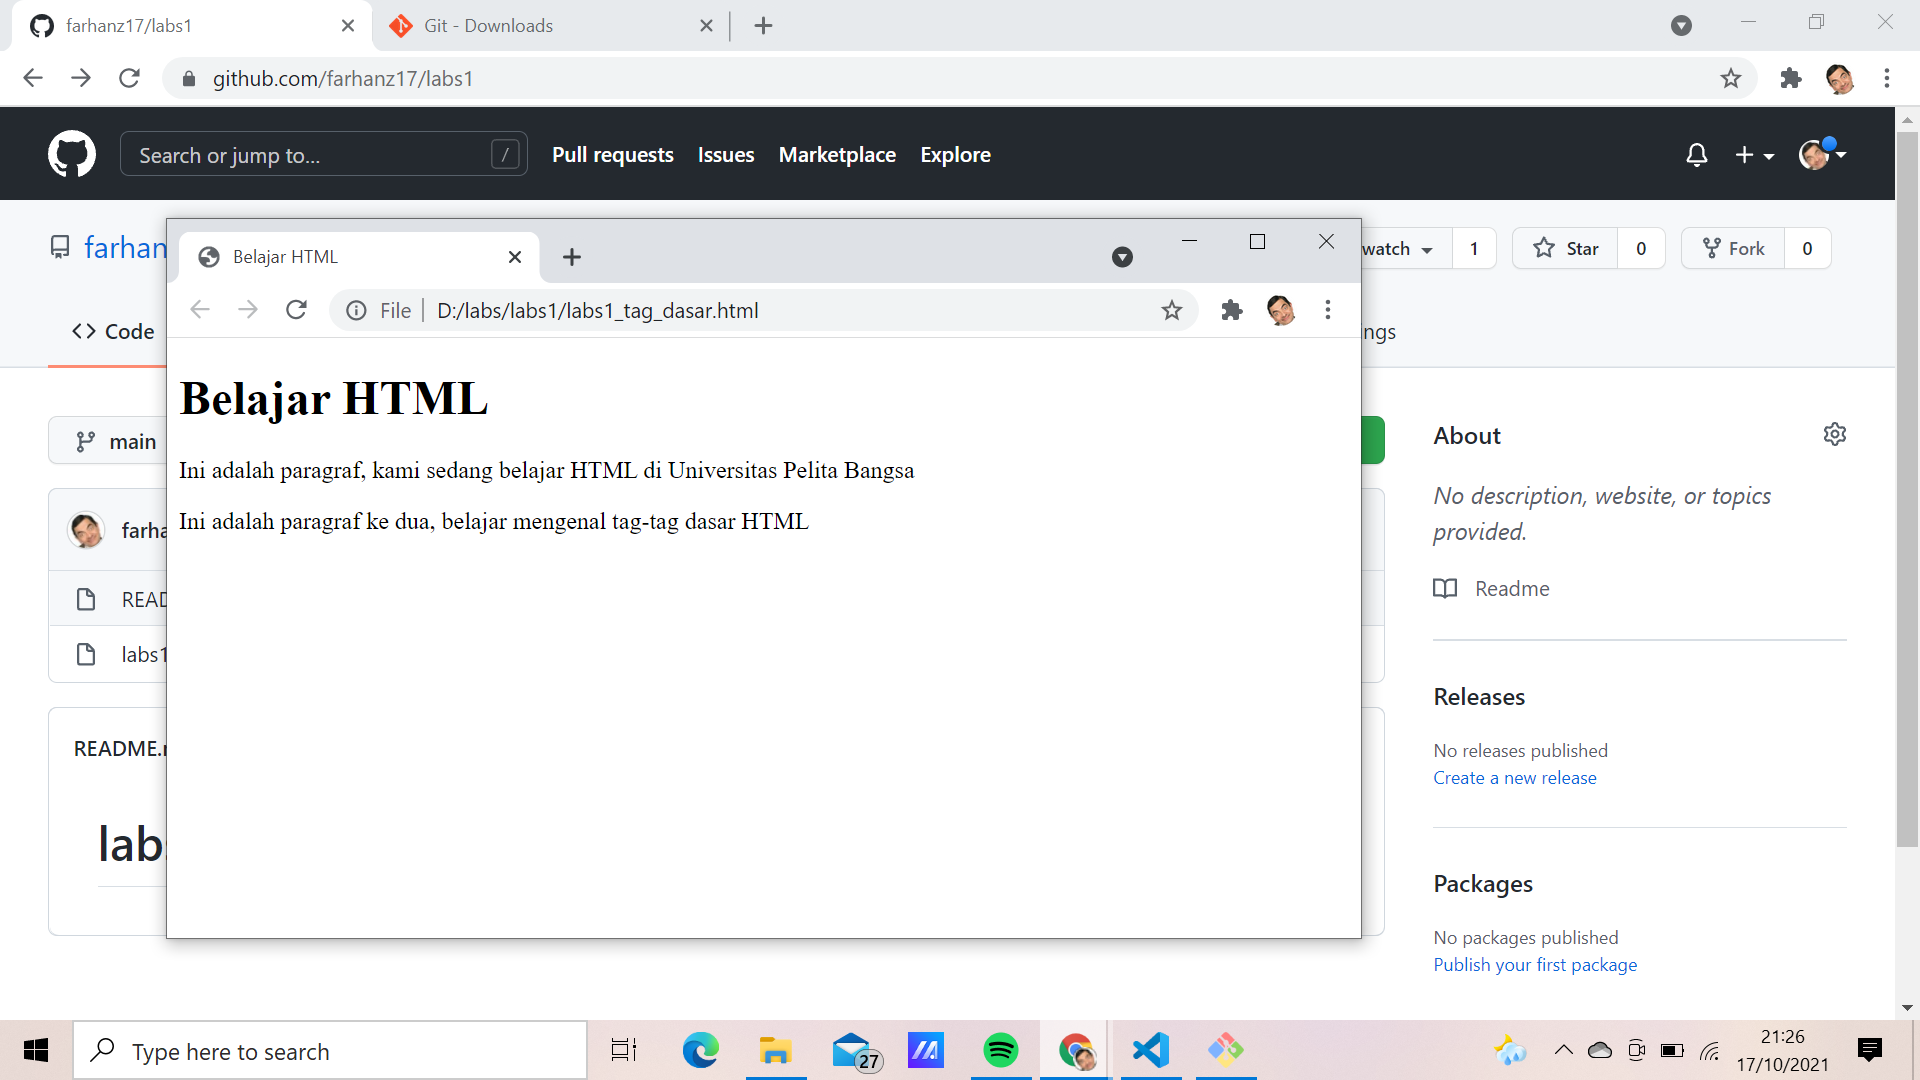 farhanz17/labs1
Git - Downloads
github.com/farhanz17/labs1
Search or jump to...
/
Pull requests
Issues
Marketplace
Explore
farhan
watch
1
Star
0
Fork
0
Belajar HTML
File
D:/labs/labs1/labs1_tag_dasar.html
Code
ngs
Belajar HTML
Ini adalah paragraf, kami sedang belajar HTML di Universitas Pelita Bangsa
Ini adalah paragraf ke dua, belajar mengenal tag-tag dasar HTML
main
farha
READ
labs1
README.
lab
About
No description, website, or topics
provided.
Readme
Releases
No releases published
Create a new release
Packages
No packages published
Publish your first package
Type here to search
27
21:26
17/10/2021